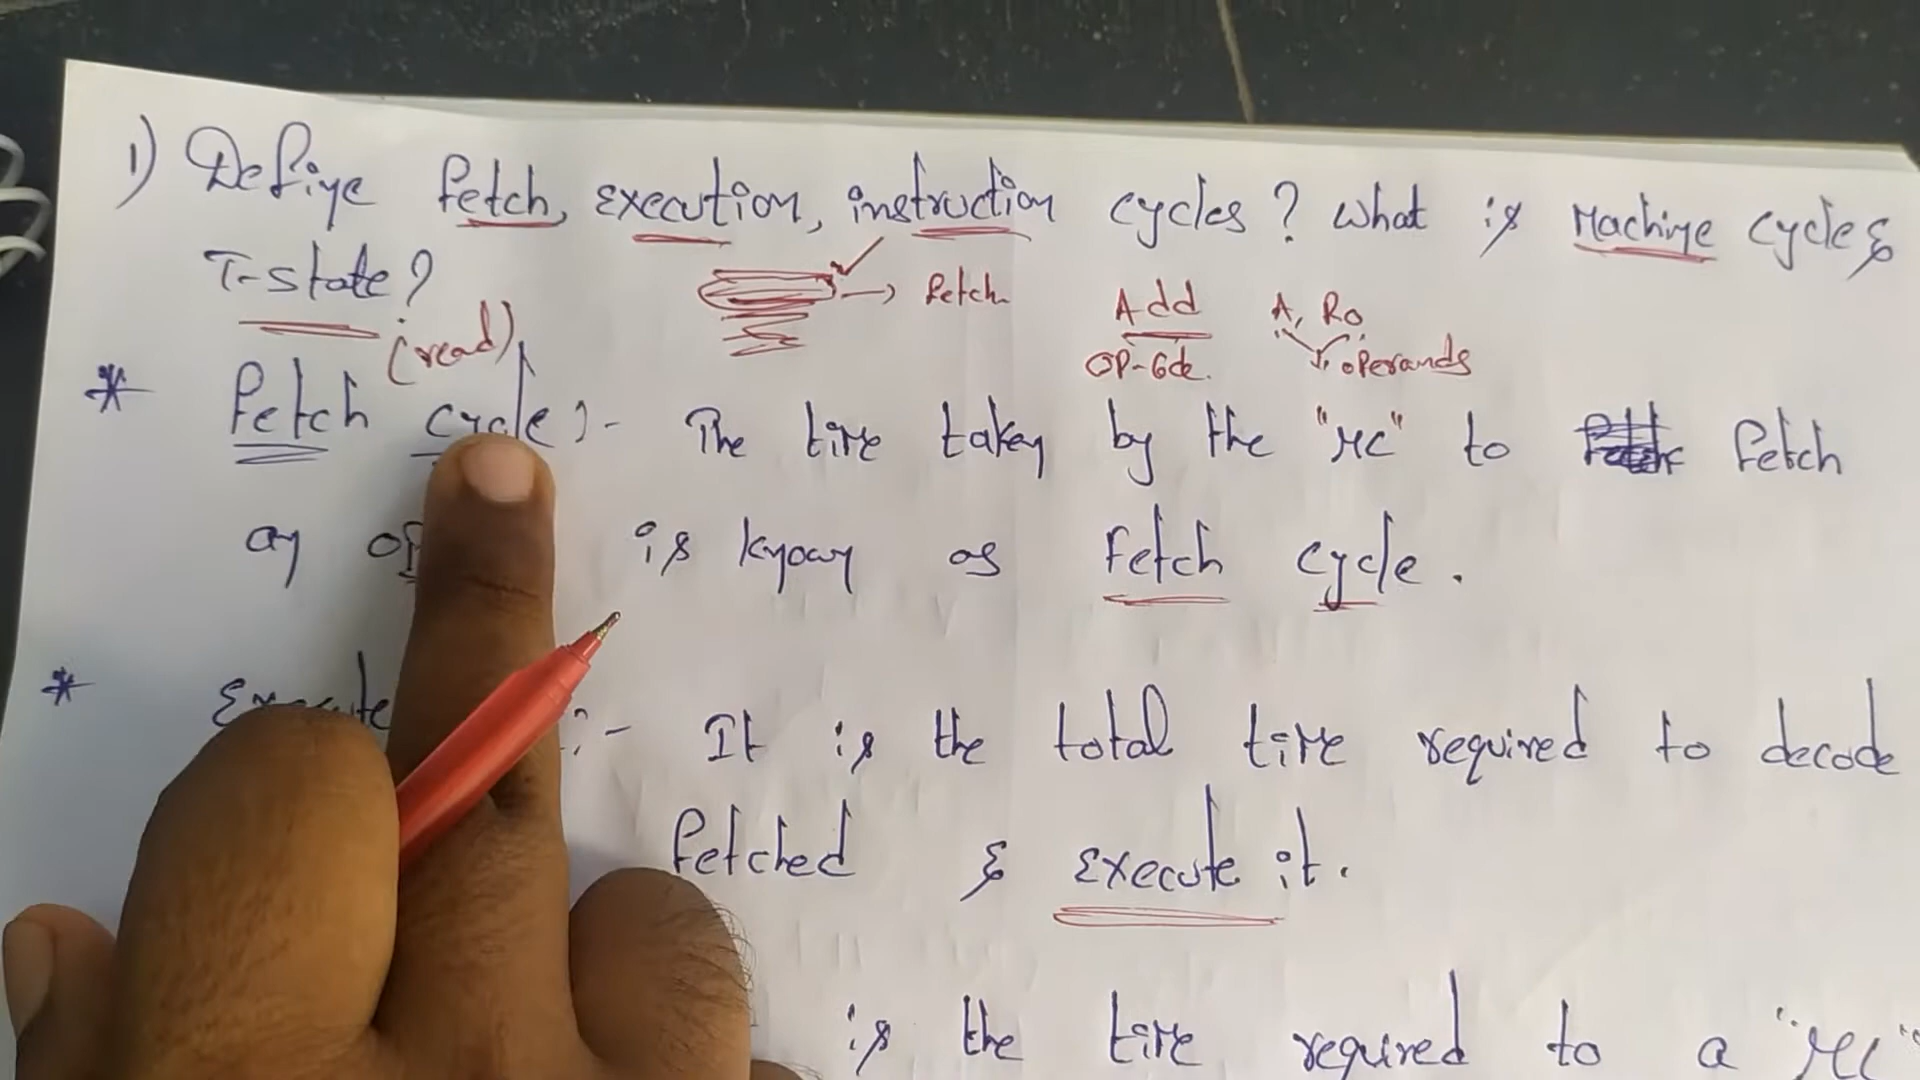 1) Define fetch, execution, instruction cycles? What is Machine cycle &
T-state?
→ fetch
Add A, R0
(read)
OP-Code. operands
* Fetch cycle :- The time taken by the "MC" to fetch
an is known as Fetch cycle.
* :- It is the total time required to decode
fetched & execute it.
is the time required to a "MC"